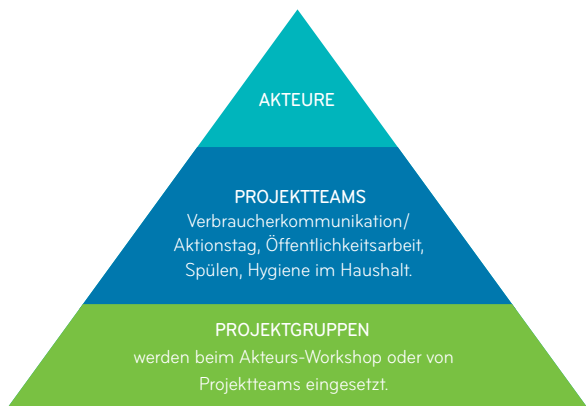 AKTEURE
PROJEKTTEAMS
Verbraucherkommunikation/
Aktionstag, Öffentlichkeitsarbeit,
Spülen, Hygiene im Haushalt.
PROJEKTGRUPPEN
werden beim Akteurs-Workshop oder von
Projektteams eingesetzt.